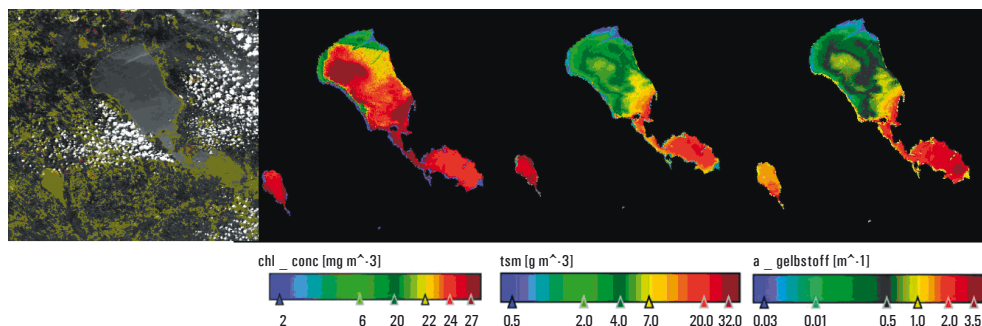 chl _ conc [mg m^-3]
2 6 20 22 24 27
tsm [g m^-3]
0.5 2.0 4.0 7.0 20.0 32.0
a _ gelbstoff [m^-1]
0.03 0.01 0.5 1.0 2.0 3.5